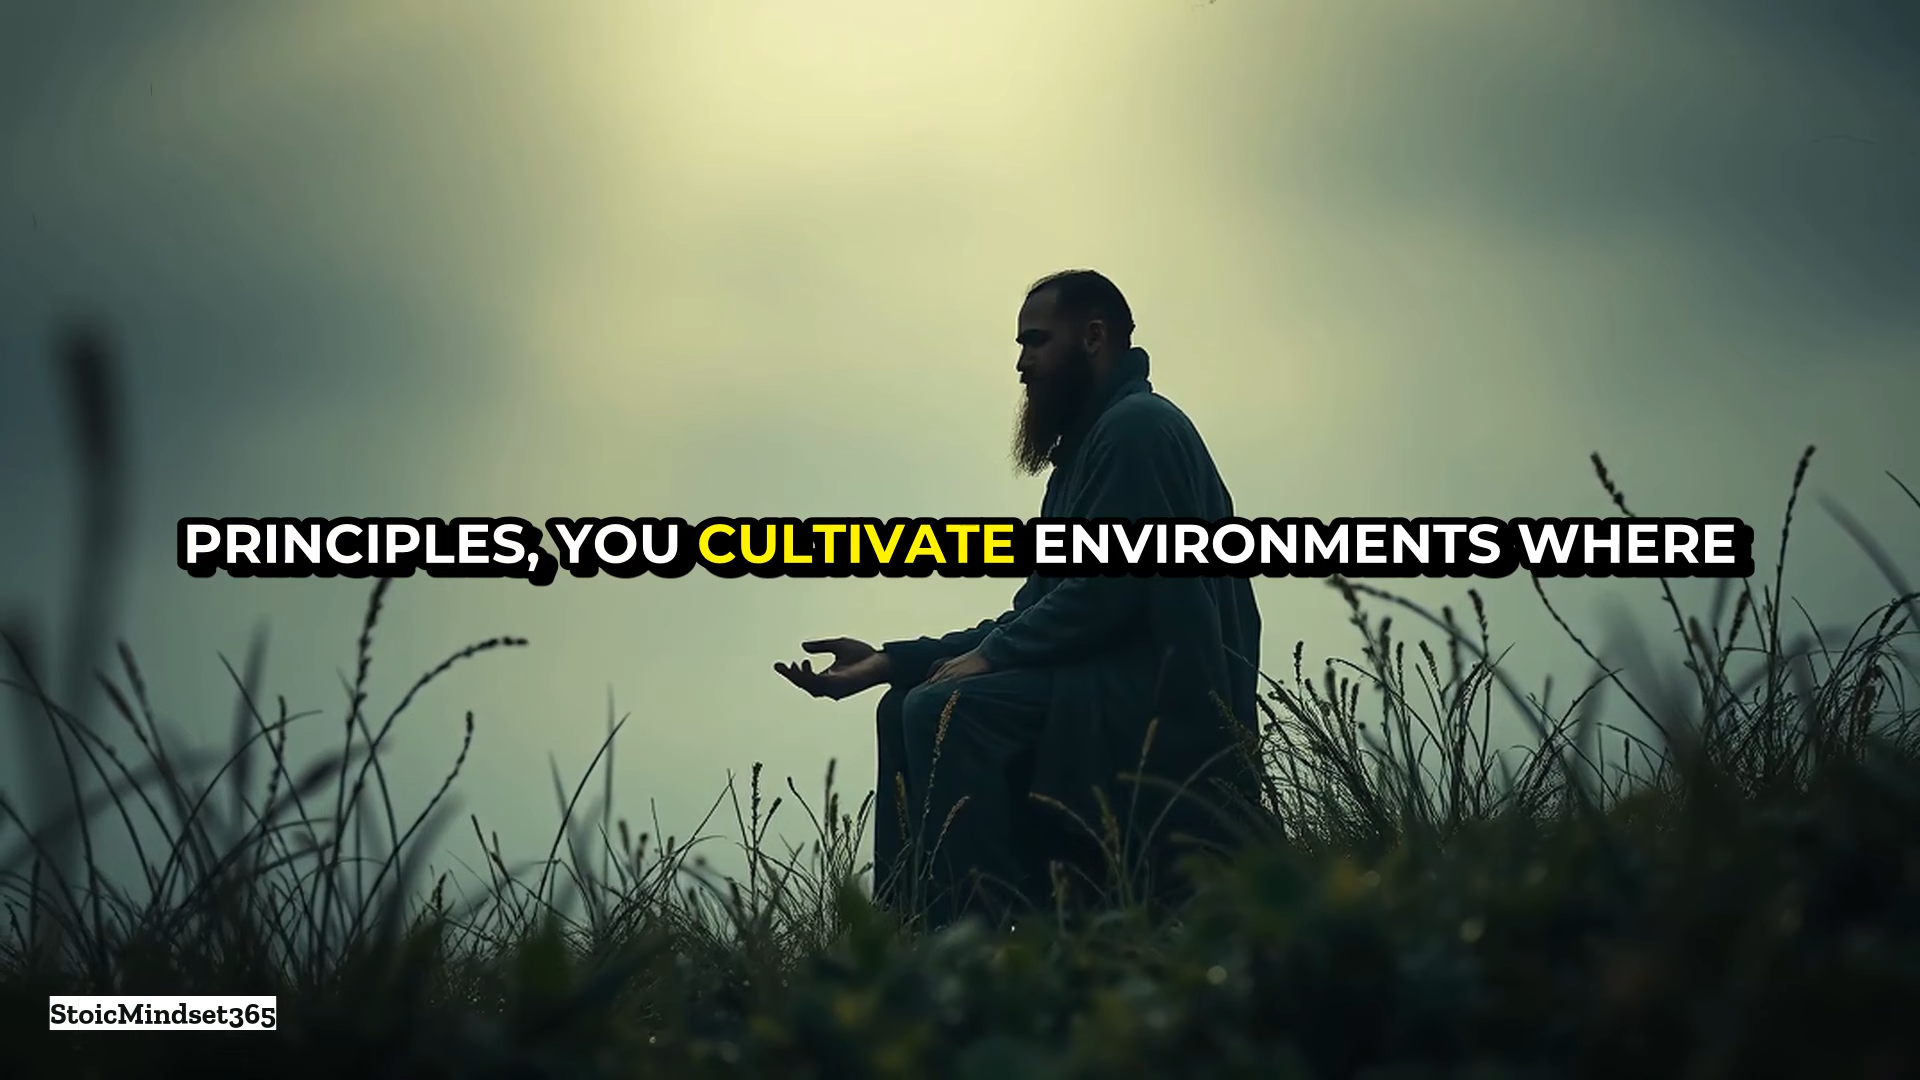 PRINCIPLES, YOU CULTIVATE ENVIRONMENTS WHERE
StoicMindset365